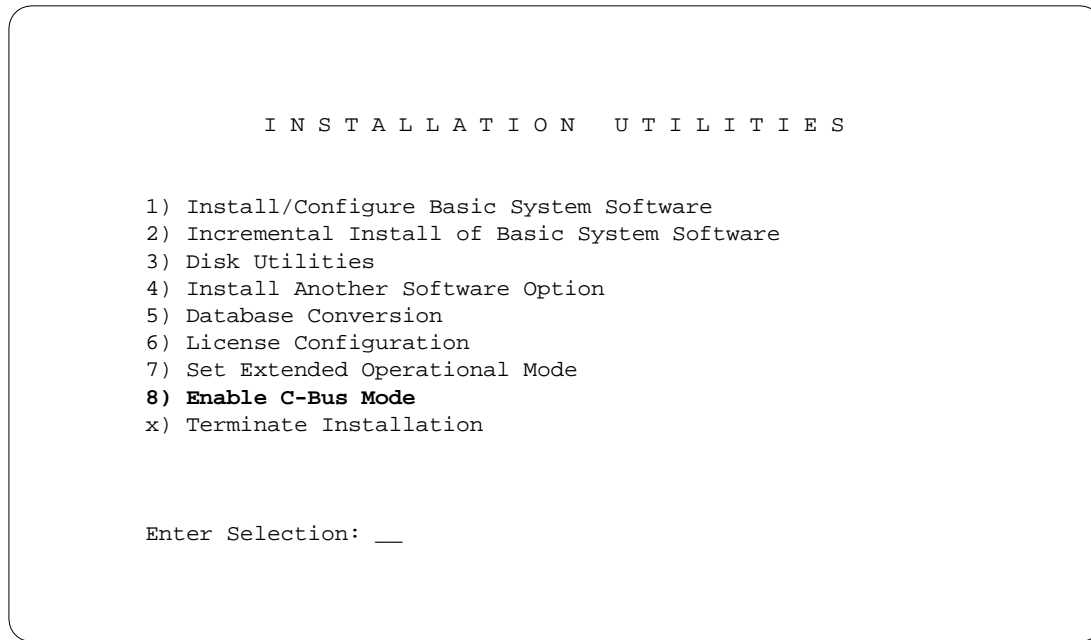 I N S T A L L A T I O N   U T I L I T I E S
1) Install/Configure Basic System Software
2) Incremental Install of Basic System Software
3) Disk Utilities
4) Install Another Software Option
5) Database Conversion
6) License Configuration
7) Set Extended Operational Mode
8) Enable C-Bus Mode
x) Terminate Installation
Enter Selection: __